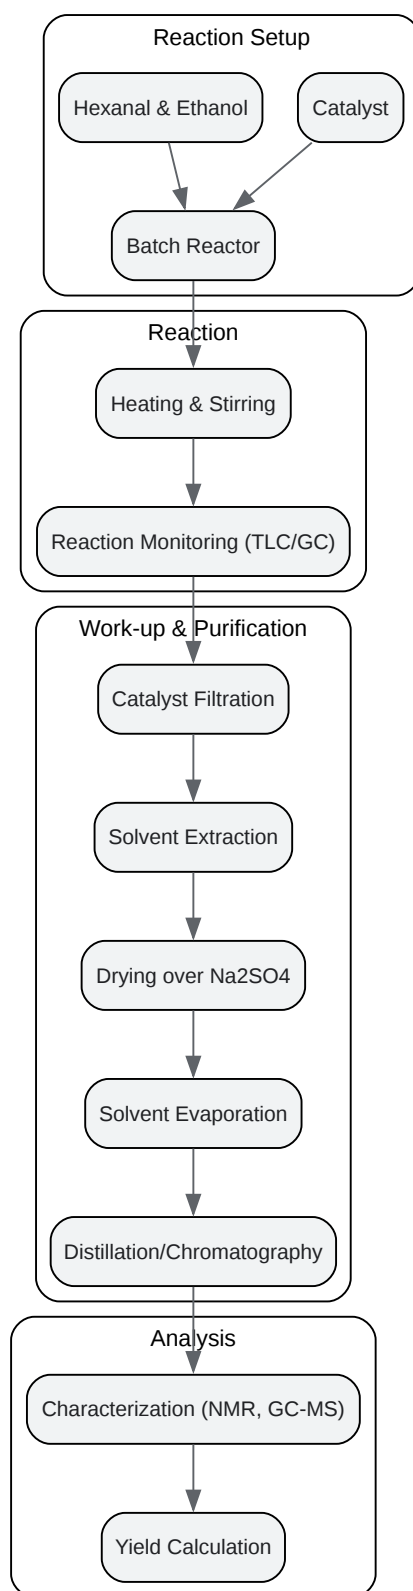 Reaction Setup
Hexanal & Ethanol
Catalyst
Batch Reactor
Reaction
Heating & Stirring
Reaction Monitoring (TLC/GC)
Work-up & Purification
Catalyst Filtration
Solvent Extraction
Drying over Na2SO4
Solvent Evaporation
Distillation/Chromatography
Analysis
Characterization (NMR, GC-MS)
Yield Calculation